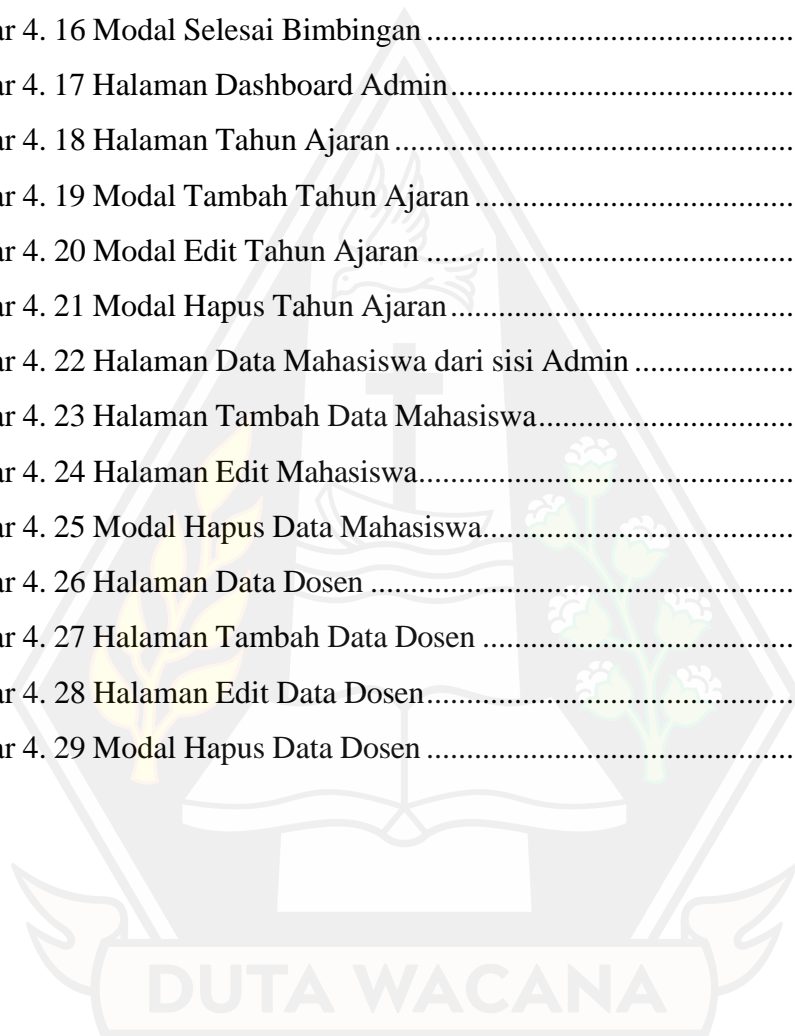 ar 4. 16 Modal Selesai Bimbingan ..............................................
ar 4. 17 Halaman Dashboard Admin...........................................
ar 4. 18 Halaman Tahun Ajaran ..................................................
ar 4. 19 Modal Tambah Tahun Ajaran ........................................
ar 4. 20 Modal Edit Tahun Ajaran ..............................................
ar 4. 21 Modal Hapus Tahun Ajaran...........................................
ar 4. 22 Halaman Data Mahasiswa dari sisi Admin ....................
ar 4. 23 Halaman Tambah Data Mahasiswa................................
ar 4. 24 Halaman Edit Mahasiswa...............................................
ar 4. 25 Modal Hapus Data Mahasiswa.......................................
ar 4. 26 Halaman Data Dosen .....................................................
ar 4. 27 Halaman Tambah Data Dosen .......................................
ar 4. 28 Halaman Edit Data Dosen..............................................
ar 4. 29 Modal Hapus Data Dosen ..............................................
DUTA WACANA